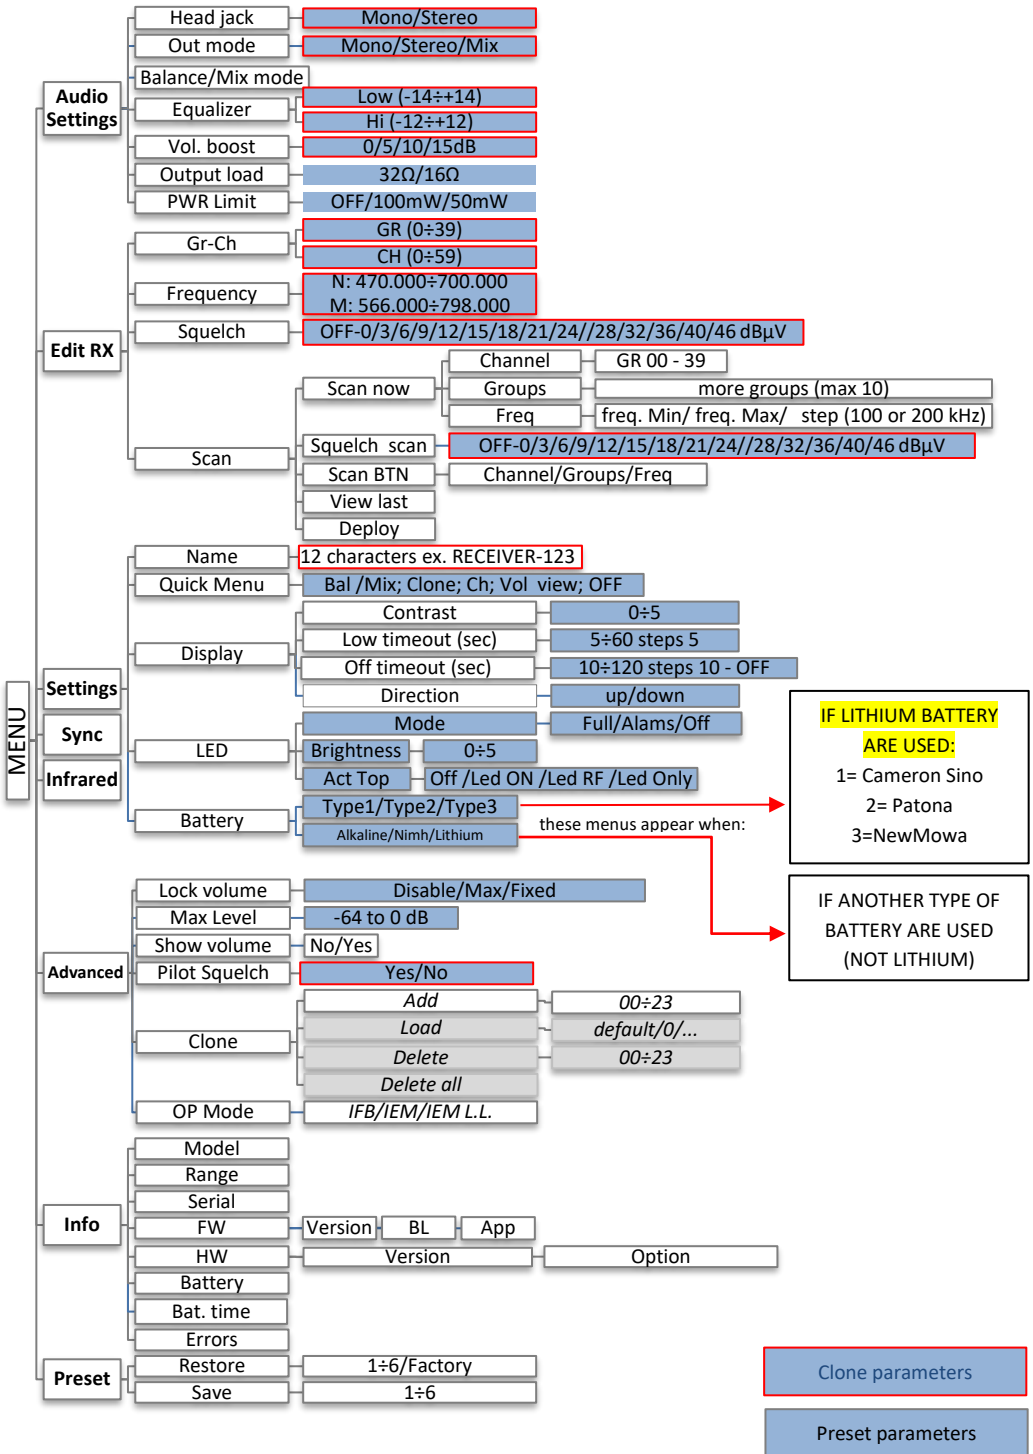 MENU
Audio
Settings
Head jack
Mono/Stereo
Out mode
Mono/Stereo/Mix
Balance/Mix mode
Equalizer
Low (-14÷+14)
Hi (-12÷+12)
Vol. boost
0/5/10/15dB
Output load
32Ω/16Ω
PWR Limit
OFF/100mW/50mW
Edit RX
Gr-Ch
GR (0÷39)
CH (0÷59)
Frequency
N: 470.000÷700.000
M: 566.000÷798.000
Squelch
OFF-0/3/6/9/12/15/18/21/24//28/32/36/40/46 dBµV
Scan
Scan now
Channel
GR 00 - 39
Groups
more groups (max 10)
Freq
freq. Min/ freq. Max/ step (100 or 200 kHz)
Squelch scan
OFF-0/3/6/9/12/15/18/21/24//28/32/36/40/46 dBµV
Scan BTN
Channel/Groups/Freq
View last
Deploy
Settings
Name
12 characters ex. RECEIVER-123
Quick Menu
Bal /Mix; Clone; Ch; Vol view; OFF
Display
Contrast
0÷5
Low timeout (sec)
5÷60 steps 5
Off timeout (sec)
10÷120 steps 10 - OFF
Direction
up/down
LED
Mode
Full/Alams/Off
Brightness
0÷5
Act Top
Off /Led ON /Led RF /Led Only
Battery
Type1/Type2/Type3
Alkaline/Nimh/Lithium
these menus appear when:
IF LITHIUM BATTERY
ARE USED:
1= Cameron Sino
2= Patona
3=NewMowa
IF ANOTHER TYPE OF
BATTERY ARE USED
(NOT LITHIUM)
Sync
Infrared
Advanced
Lock volume
Disable/Max/Fixed
Max Level
-64 to 0 dB
Show volume
No/Yes
Pilot Squelch
Yes/No
Clone
Add
00÷23
Load
default/0/...
Delete
00÷23
Delete all
OP Mode
IFB/IEM/IEM L.L.
Info
Model
Range
Serial
FW
Version
BL
App
HW
Version
Option
Battery
Bat. time
Errors
Preset
Restore
1÷6/Factory
Save
1÷6
Clone parameters
Preset parameters